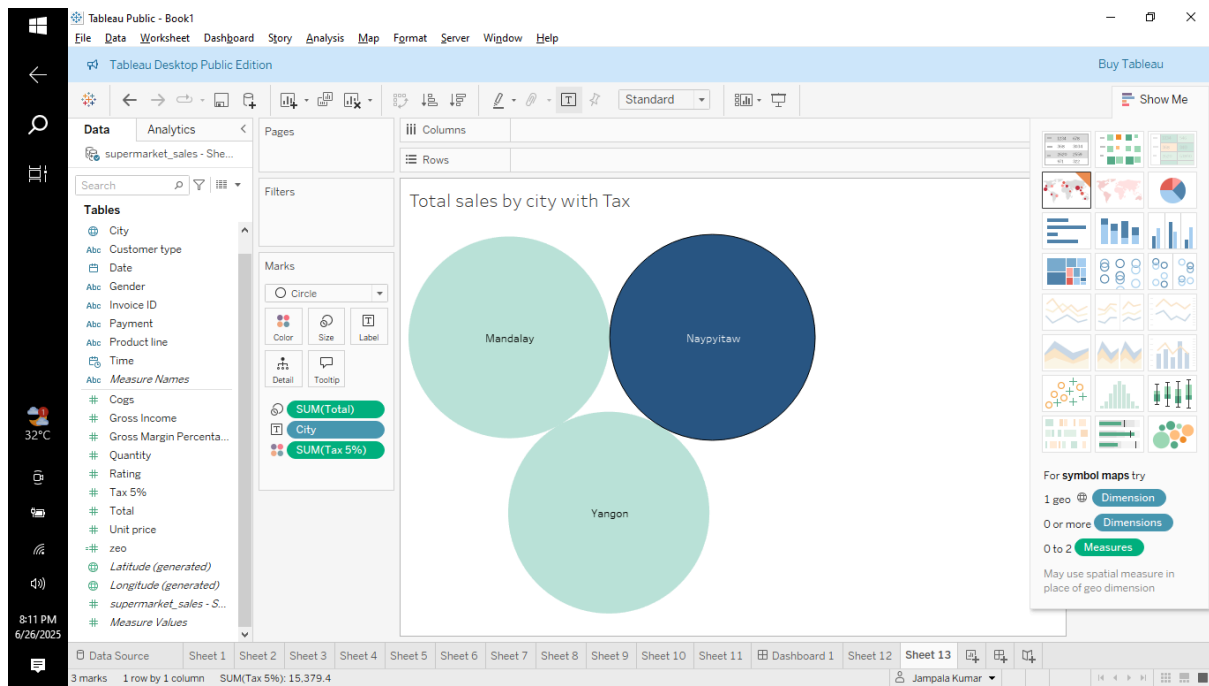 Tableau Public - Book1
File Data Worksheet Dashboard Story Analysis Map Format Server Window Help
Tableau Desktop Public Edition
Buy Tableau
Standard
Show Me
Data
Analytics
supermarket_sales - She...
Search
Tables
City
Abc Customer type
Date
Abc Gender
Abc Invoice ID
Abc Payment
Abc Product line
Time
Abc Measure Names
# Cogs
# Gross Income
# Gross Margin Percenta...
# Quantity
# Rating
# Tax 5%
# Total
# Unit price
=# zeo
Latitude (generated)
Longitude (generated)
# supermarket_sales - S...
# Measure Values
Pages
Filters
Marks
Circle
Color
Size
Label
Detail
Tooltip
SUM(Total)
City
SUM(Tax 5%)
Columns
Rows
Total sales by city with Tax
Mandalay
Naypyitaw
Yangon
For symbol maps try
1 geo Dimension
0 or more Dimensions
0 to 2 Measures
May use spatial measure in
place of geo dimension
1
32°C
8:11 PM
6/26/2025
Data Source Sheet 1 Sheet 2 Sheet 3 Sheet 4 Sheet 5 Sheet 6 Sheet 7 Sheet 8 Sheet 9 Sheet 10 Sheet 11 Dashboard 1 Sheet 12 Sheet 13
3 marks 1 row by 1 column SUM(Tax 5%): 15,379.4
Jampala Kumar